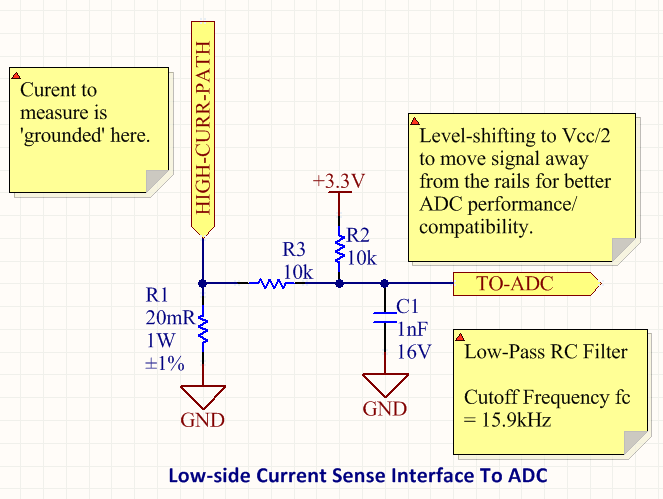 Curent to
measure is
'grounded' here.
HIGH-CURR-PATH
Level-shifting to Vcc/2
to move signal away
from the rails for better
ADC performance/
compatibility.
+3.3V
R2
10k
R3
10k
TO-ADC
R1
20mR
1W
±1%
C1
1nF
16V
GND
GND
Low-Pass RC Filter
Cutoff Frequency fc
= 15.9kHz
Low-side Current Sense Interface To ADC